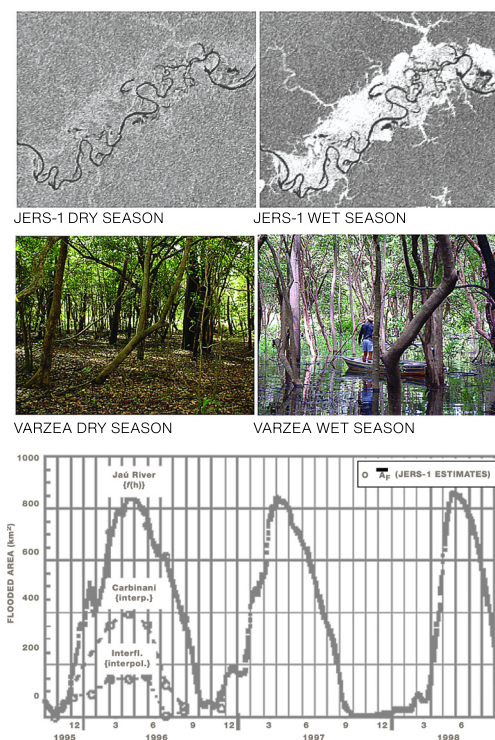 JERS-1 DRY SEASON
JERS-1 WET SEASON
VARZEA DRY SEASON
VARZEA WET SEASON
1000
800
600
400
200
0
FLOODED AREA (km²)
Jaú River
{f(h)}
Carbinani
{interp.}
Interfl.
{interpol.}
A_F (JERS-1 ESTIMATES)
12 3 6 9 12 3 6 9 12 3 6
1995 1996 1997 1998